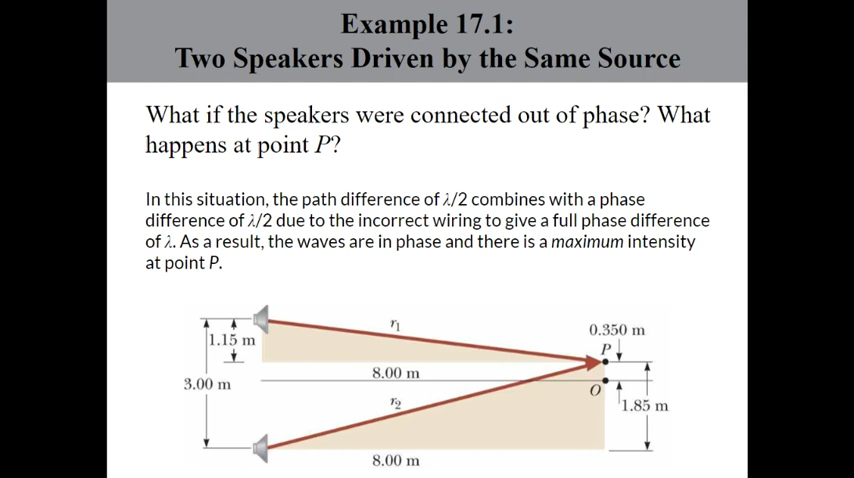 Example 17.1:
Two Speakers Driven by the Same Source
What if the speakers were connected out of phase? What
happens at point P?
In this situation, the path difference of λ/2 combines with a phase
difference of λ/2 due to the incorrect wiring to give a full phase difference
of λ. As a result, the waves are in phase and there is a maximum intensity
at point P.
r₁
0.350 m
1.15 m
P
8.00 m
3.00 m
O
r₂
1.85 m
8.00 m